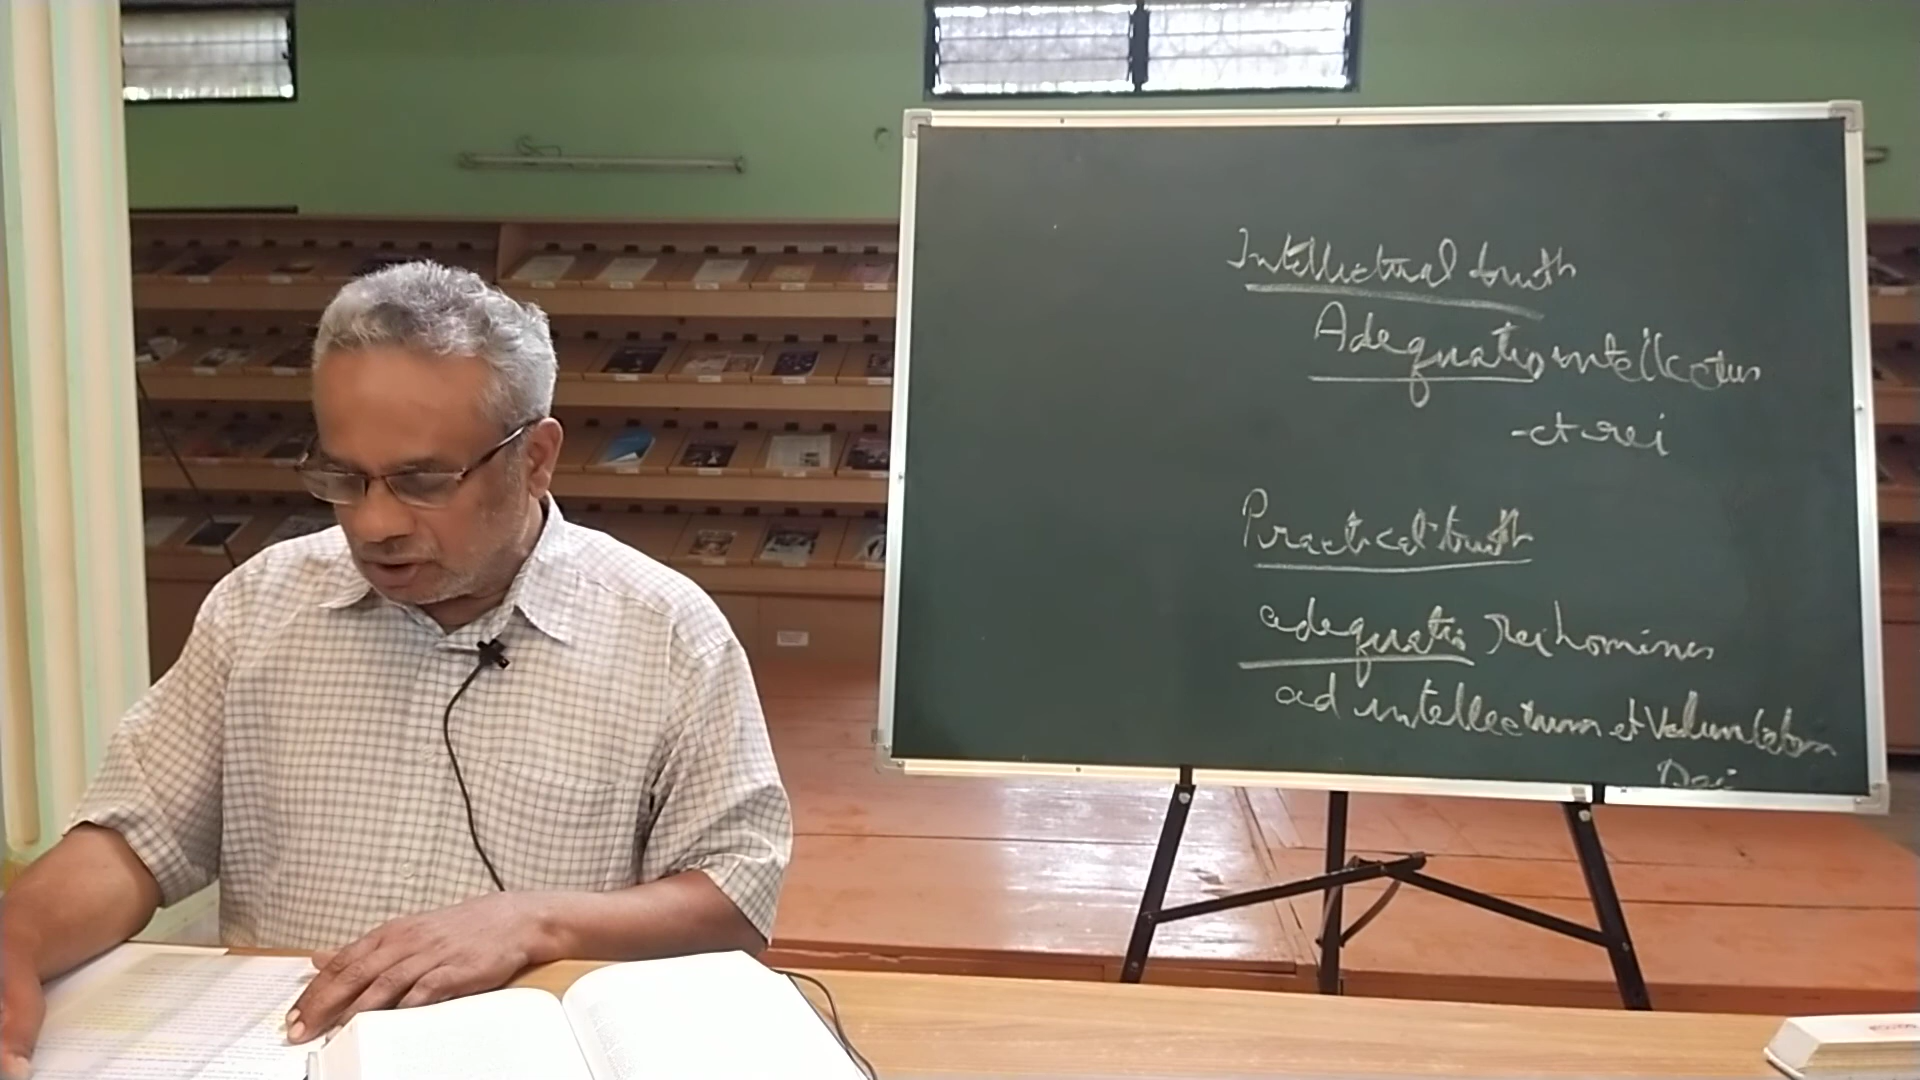 Intellectual truth
Adequatio intellectus
et rei
Practical truth
adequatio rei hominis
ad intellectum et Voluntatem
Dei